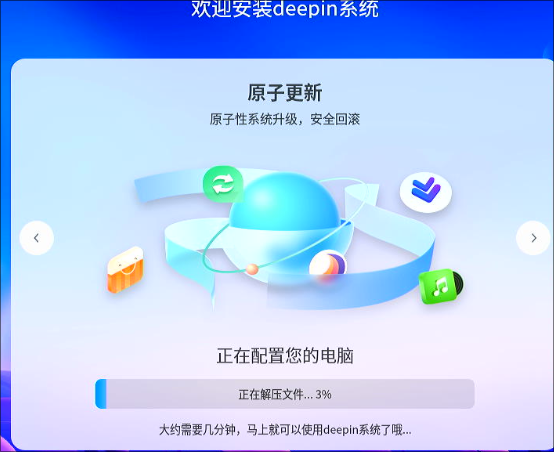 欢迎安装deepin系统
原子更新
原子性系统升级，安全回滚
正在配置您的电脑
正在解压文件... 3%
大约需要几分钟，马上就可以使用deepin系统了哦...